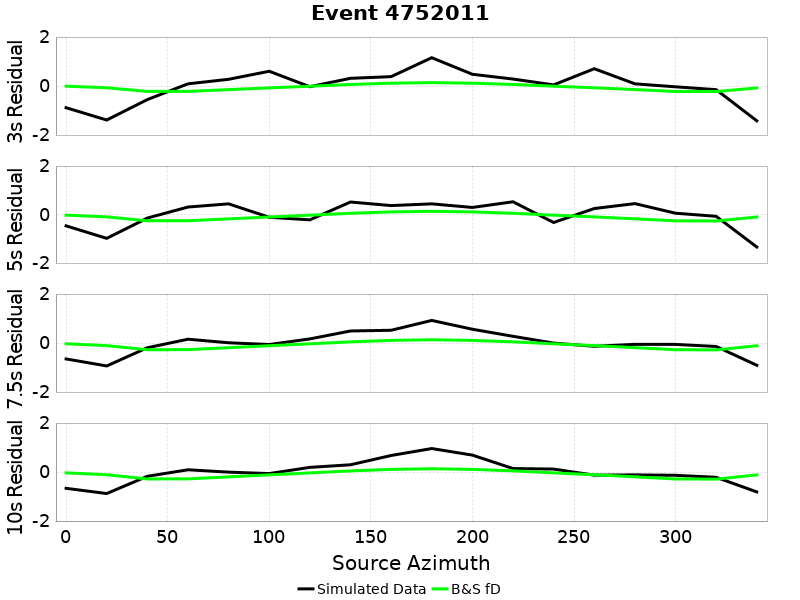 Event 4752011
3s Residual
2
0
-2
5s Residual
2
0
-2
7.5s Residual
2
0
-2
10s Residual
2
0
-2
0 50 100 150 200 250 300
Source Azimuth
Simulated Data B&S fD